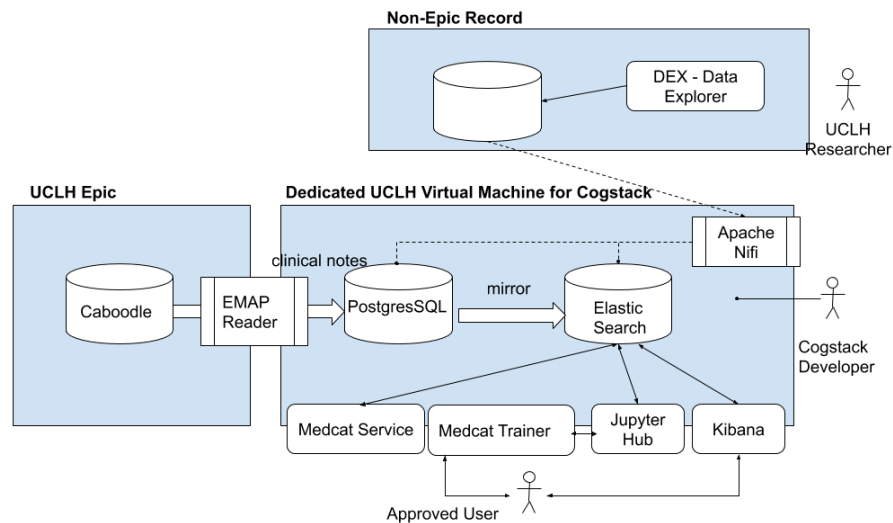 Non-Epic Record
DEX - Data
Explorer
UCLH
Researcher
UCLH Epic
Dedicated UCLH Virtual Machine for Cogstack
Apache
Nifi
clinical notes
Caboodle
EMAP
Reader
PostgresSQL
mirror
Elastic
Search
Cogstack
Developer
Medcat Service
Medcat Trainer
Jupyter
Hub
Kibana
Approved User